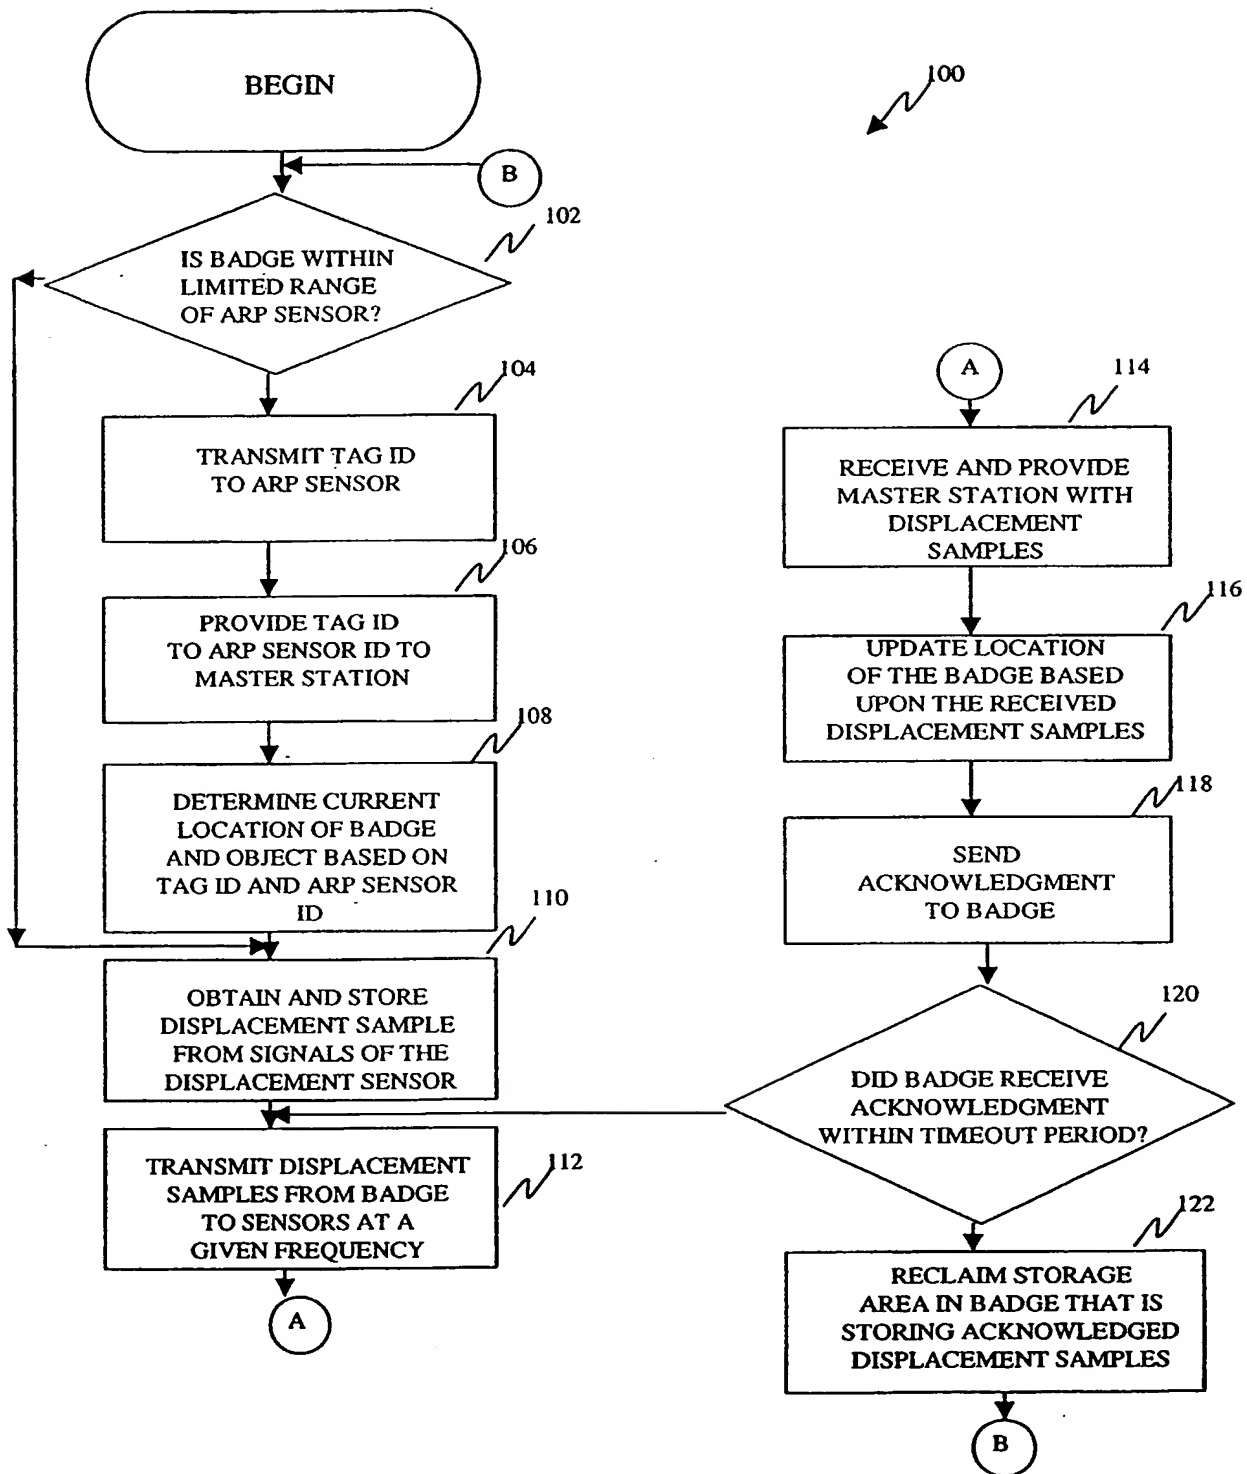 BEGIN
100
B
102
IS BADGE WITHIN
LIMITED RANGE
OF ARP SENSOR?
104
TRANSMIT TAG ID
TO ARP SENSOR
106
PROVIDE TAG ID
TO ARP SENSOR ID TO
MASTER STATION
108
DETERMINE CURRENT
LOCATION OF BADGE
AND OBJECT BASED ON
TAG ID AND ARP SENSOR
ID
110
OBTAIN AND STORE
DISPLACEMENT SAMPLE
FROM SIGNALS OF THE
DISPLACEMENT SENSOR
112
TRANSMIT DISPLACEMENT
SAMPLES FROM BADGE
TO SENSORS AT A
GIVEN FREQUENCY
A
A
114
RECEIVE AND PROVIDE
MASTER STATION WITH
DISPLACEMENT
SAMPLES
116
UPDATE LOCATION
OF THE BADGE BASED
UPON THE RECEIVED
DISPLACEMENT SAMPLES
118
SEND
ACKNOWLEDGMENT
TO BADGE
120
DID BADGE RECEIVE
ACKNOWLEDGMENT
WITHIN TIMEOUT PERIOD?
122
RECLAIM STORAGE
AREA IN BADGE THAT IS
STORING ACKNOWLEDGED
DISPLACEMENT SAMPLES
B